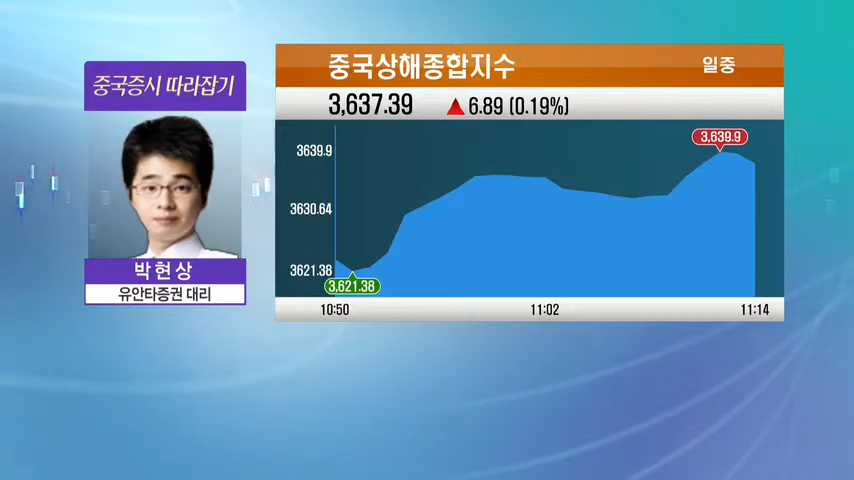 중국증시 따라잡기
박현상
유안타증권 대리
중국상해종합지수
일중
3,637.39 ▲ 6.89 (0.19%)
3,639.9
3639.9
3630.64
3621.38
3,621.38
10:50 11:02 11:14